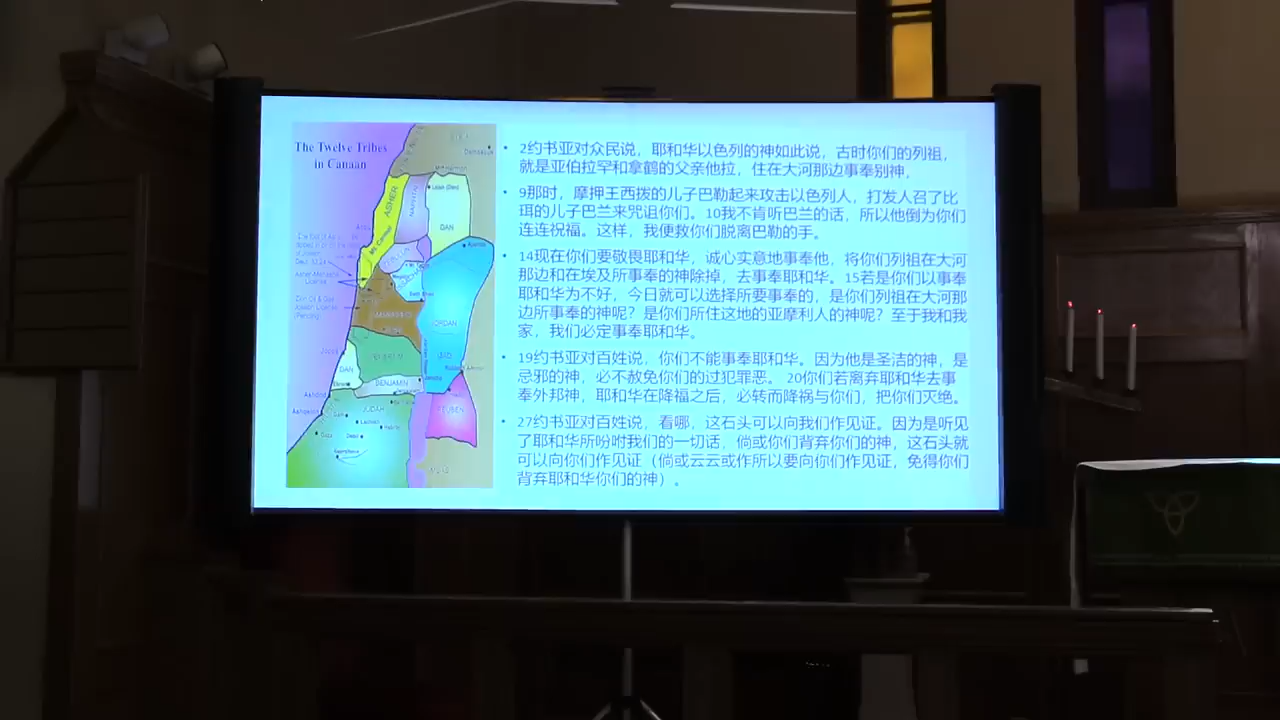 The Twelve Tribes
in Canaan
Damascus
ASHER
NAPHTALI
DAN
Mt. Carmel
MANASSEH
JORDAN
EPHRAIM
GAD
DAN
BENJAMIN
REUBEN
JUDAH
Ashdod
Gaza
MOAB
• 2约书亚对众民说，耶和华以色列的神如此说，古时你们的列祖，
就是亚伯拉罕和拿鹤的父亲他拉，住在大河那边事奉别神。
• 9那时，摩押王西拨的儿子巴勒起来攻击以色列人，打发人召了比
珥的儿子巴兰来咒诅你们。10我不肯听巴兰的话，所以他倒为你们
连连祝福。这样，我便救你们脱离巴勒的手。
• 14现在你们要敬畏耶和华，诚心实意地事奉他，将你们列祖在大河
那边和在埃及所事奉的神除掉，去事奉耶和华。15若是你们以事奉
耶和华为不好，今日就可以选择所要事奉的，是你们列祖在大河那
边所事奉的神呢？是你们所住这地的亚摩利人的神呢？至于我和我
家，我们必定事奉耶和华。
• 19约书亚对百姓说，你们不能事奉耶和华。因为他是圣洁的神，是
忌邪的神，必不赦免你们的过犯罪恶。 20你们若离弃耶和华去事
奉外邦神，耶和华在降福之后，必转而降祸与你们，把你们灭绝。
• 27约书亚对百姓说，看哪，这石头可以向我们作见证。因为是听见
了耶和华所吩咐我们的一切话，倘或你们背弃你们的神，这石头就
可以向你们作见证（倘或云云或作所以要向你们作见证，免得你们
背弃耶和华你们的神）。